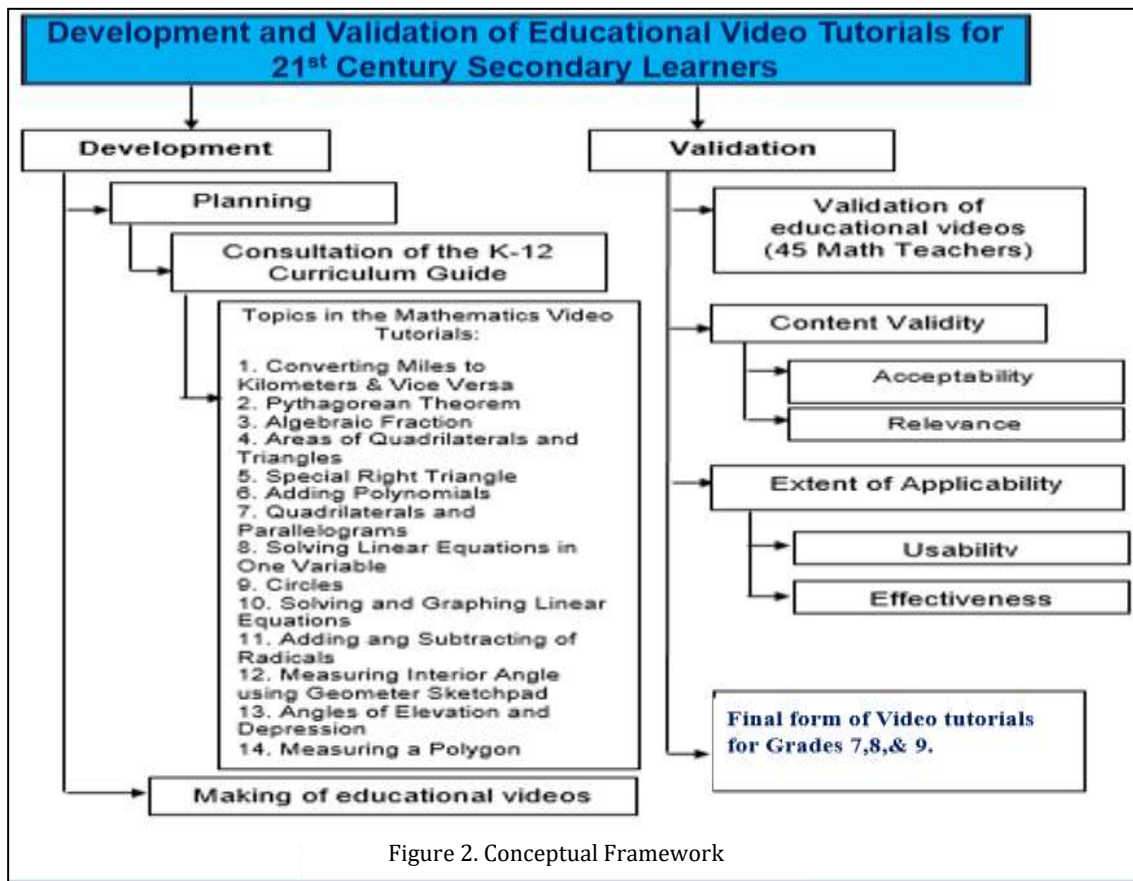 Development and Validation of Educational Video Tutorials for
21st Century Secondary Learners
Development
Planning
Consultation of the K-12
Curriculum Guide
Topics in the Mathematics Video
Tutorials:
1. Converting Miles to
Kilometers & Vice Versa
2. Pythagorean Theorem
3. Algebraic Fraction
4. Areas of Quadrilaterals and
Triangles
5. Special Right Triangle
6. Adding Polynomials
7. Quadrilaterals and
Parallelograms
8. Solving Linear Equations in
One Variable
9. Circles
10. Solving and Graphing Linear
Equations
11. Adding ang Subtracting of
Radicals
12. Measuring Interior Angle
using Geometer Sketchpad
13. Angles of Elevation and
Depression
14. Measuring a Polygon
Making of educational videos
Validation
Validation of
educational videos
(45 Math Teachers)
Content Validity
Acceptability
Relevance
Extent of Applicability
Usability
Effectiveness
Final form of Video tutorials
for Grades 7,8,& 9.
Figure 2. Conceptual Framework